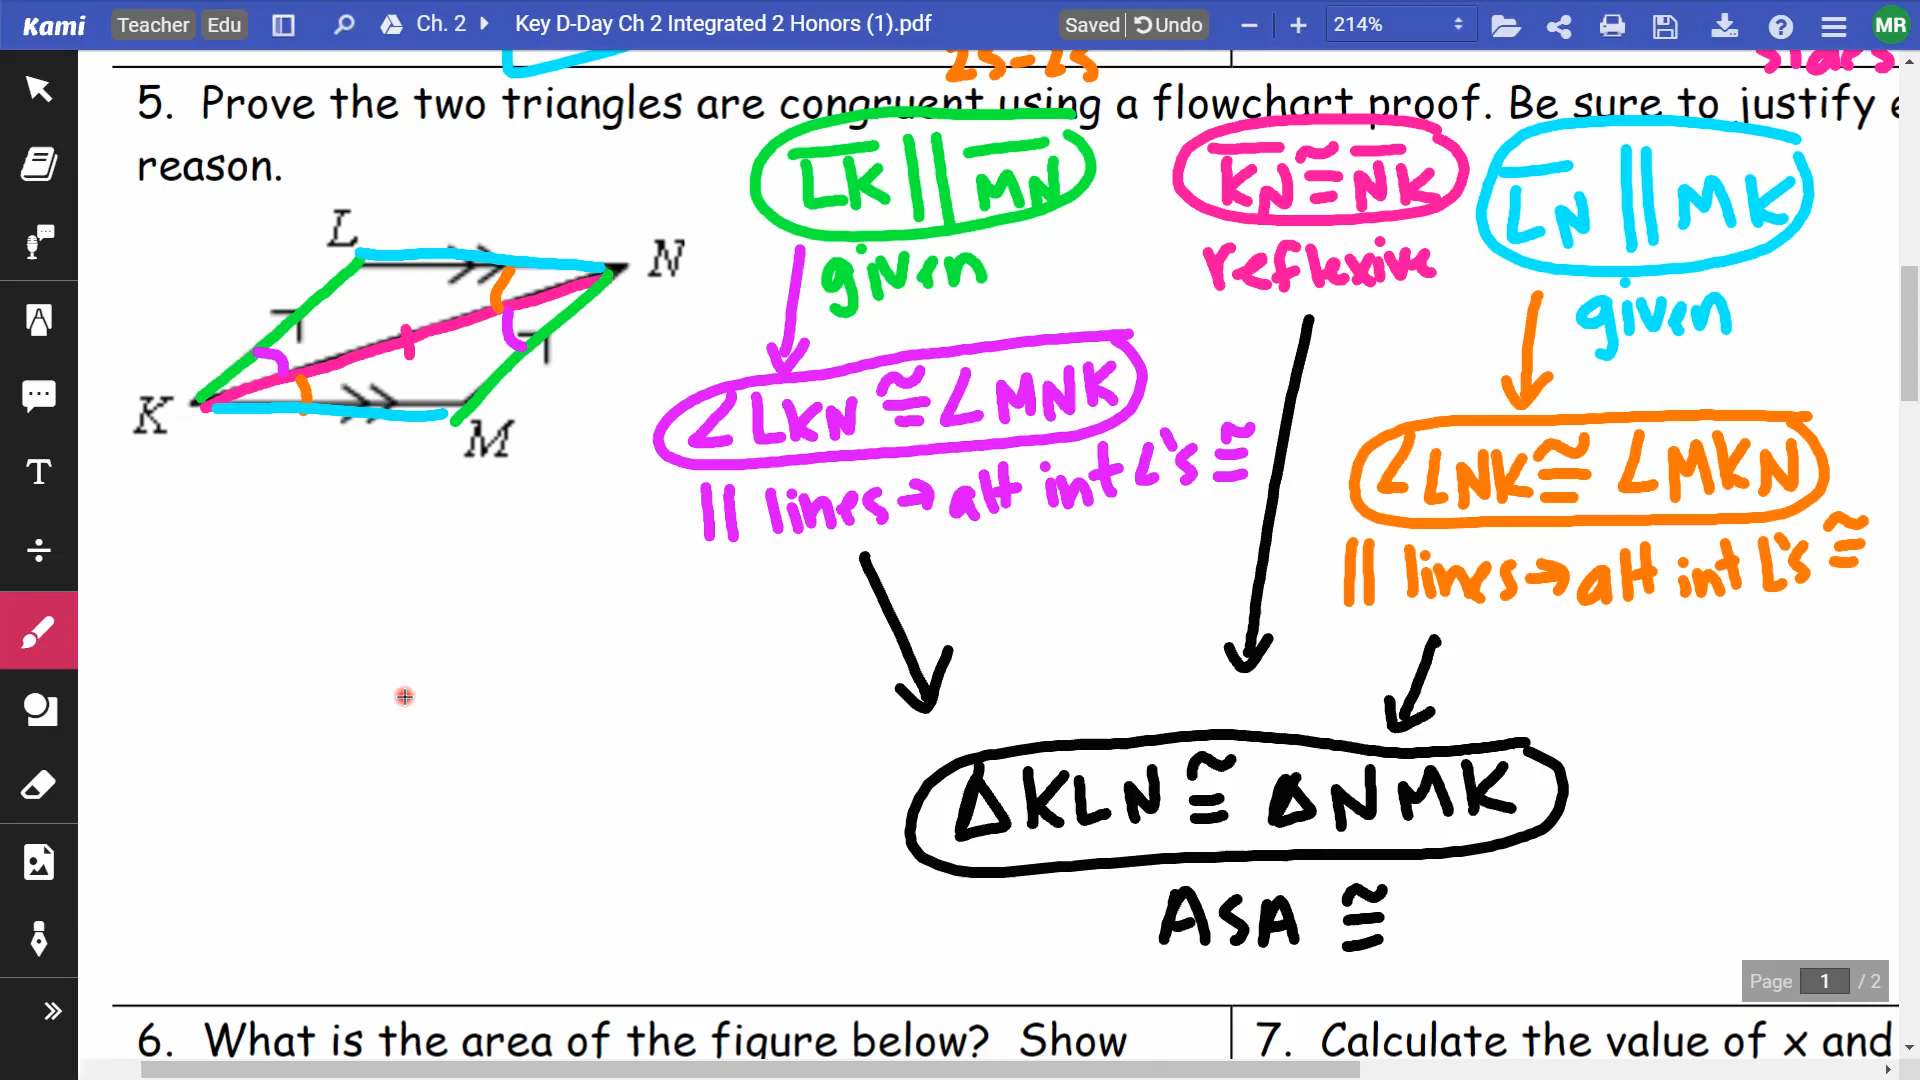 Kami Teacher Edu Ch. 2 Key D-Day Ch 2 Integrated 2 Honors (1).pdf Saved Undo 214% MR
2s-2s
5. Prove the two triangles are congruent using a flowchart proof. Be sure to justify e
reason.
LK || MN
given
KN ≅ NK
reflexive
LN || MK
given
L
N
K
M
∠LKN ≅ ∠MNK
|| lines → alt int ∠'s ≅
∠LNK ≅ ∠MKN
|| lines → alt int ∠'s ≅
ΔKLN ≅ ΔNMK
ASA ≅
Page 1 / 2
6. What is the area of the figure below? Show
7. Calculate the value of x and